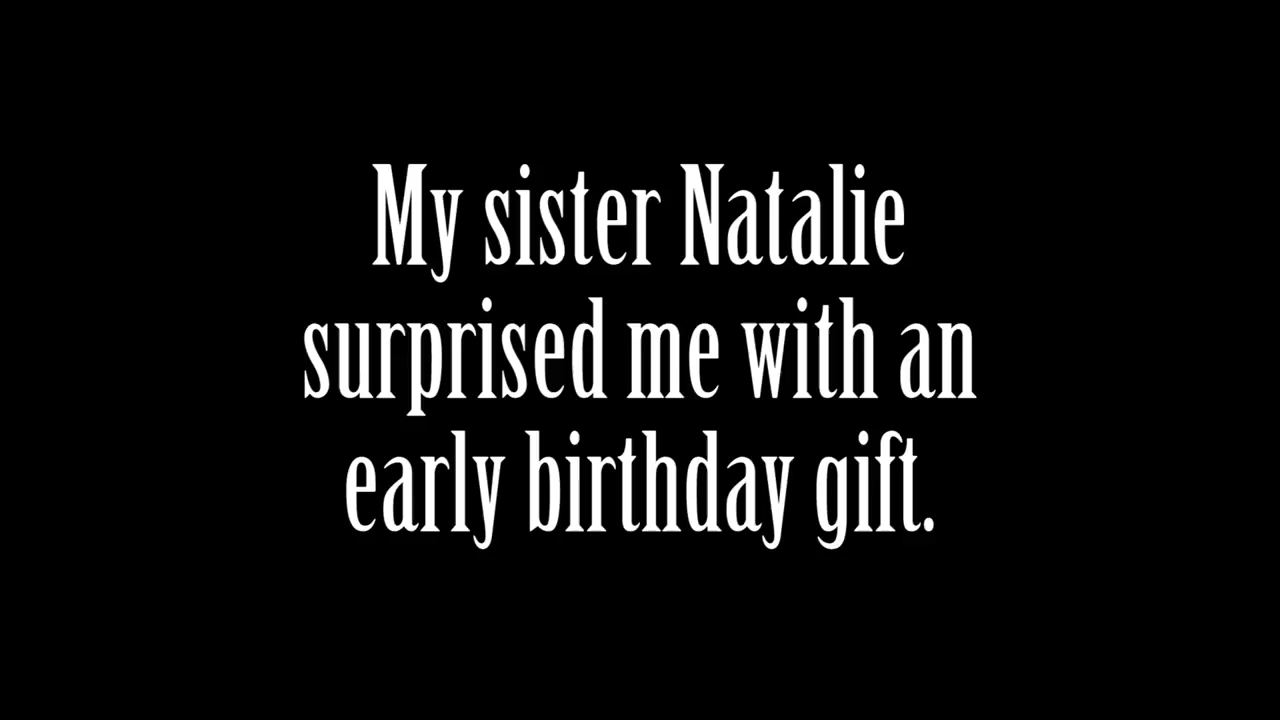 My sister Natalie
surprised me with an
early birthday gift.